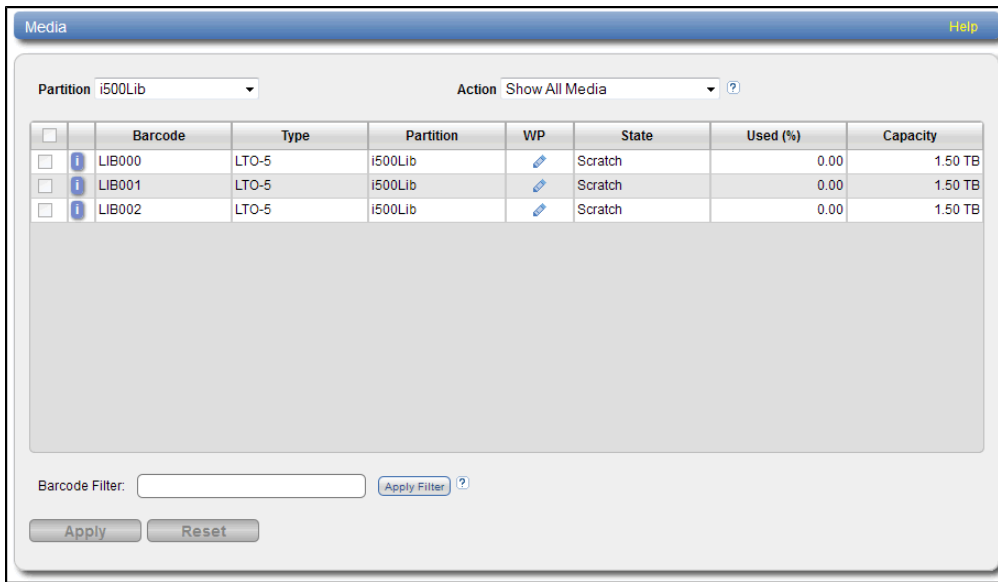 Media Help
Partition i500Lib Action Show All Media ?
Barcode Type Partition WP State Used (%) Capacity
i LIB000 LTO-5 i500Lib Scratch 0.00 1.50 TB
i LIB001 LTO-5 i500Lib Scratch 0.00 1.50 TB
i LIB002 LTO-5 i500Lib Scratch 0.00 1.50 TB
Barcode Filter: Apply Filter ?
Apply Reset